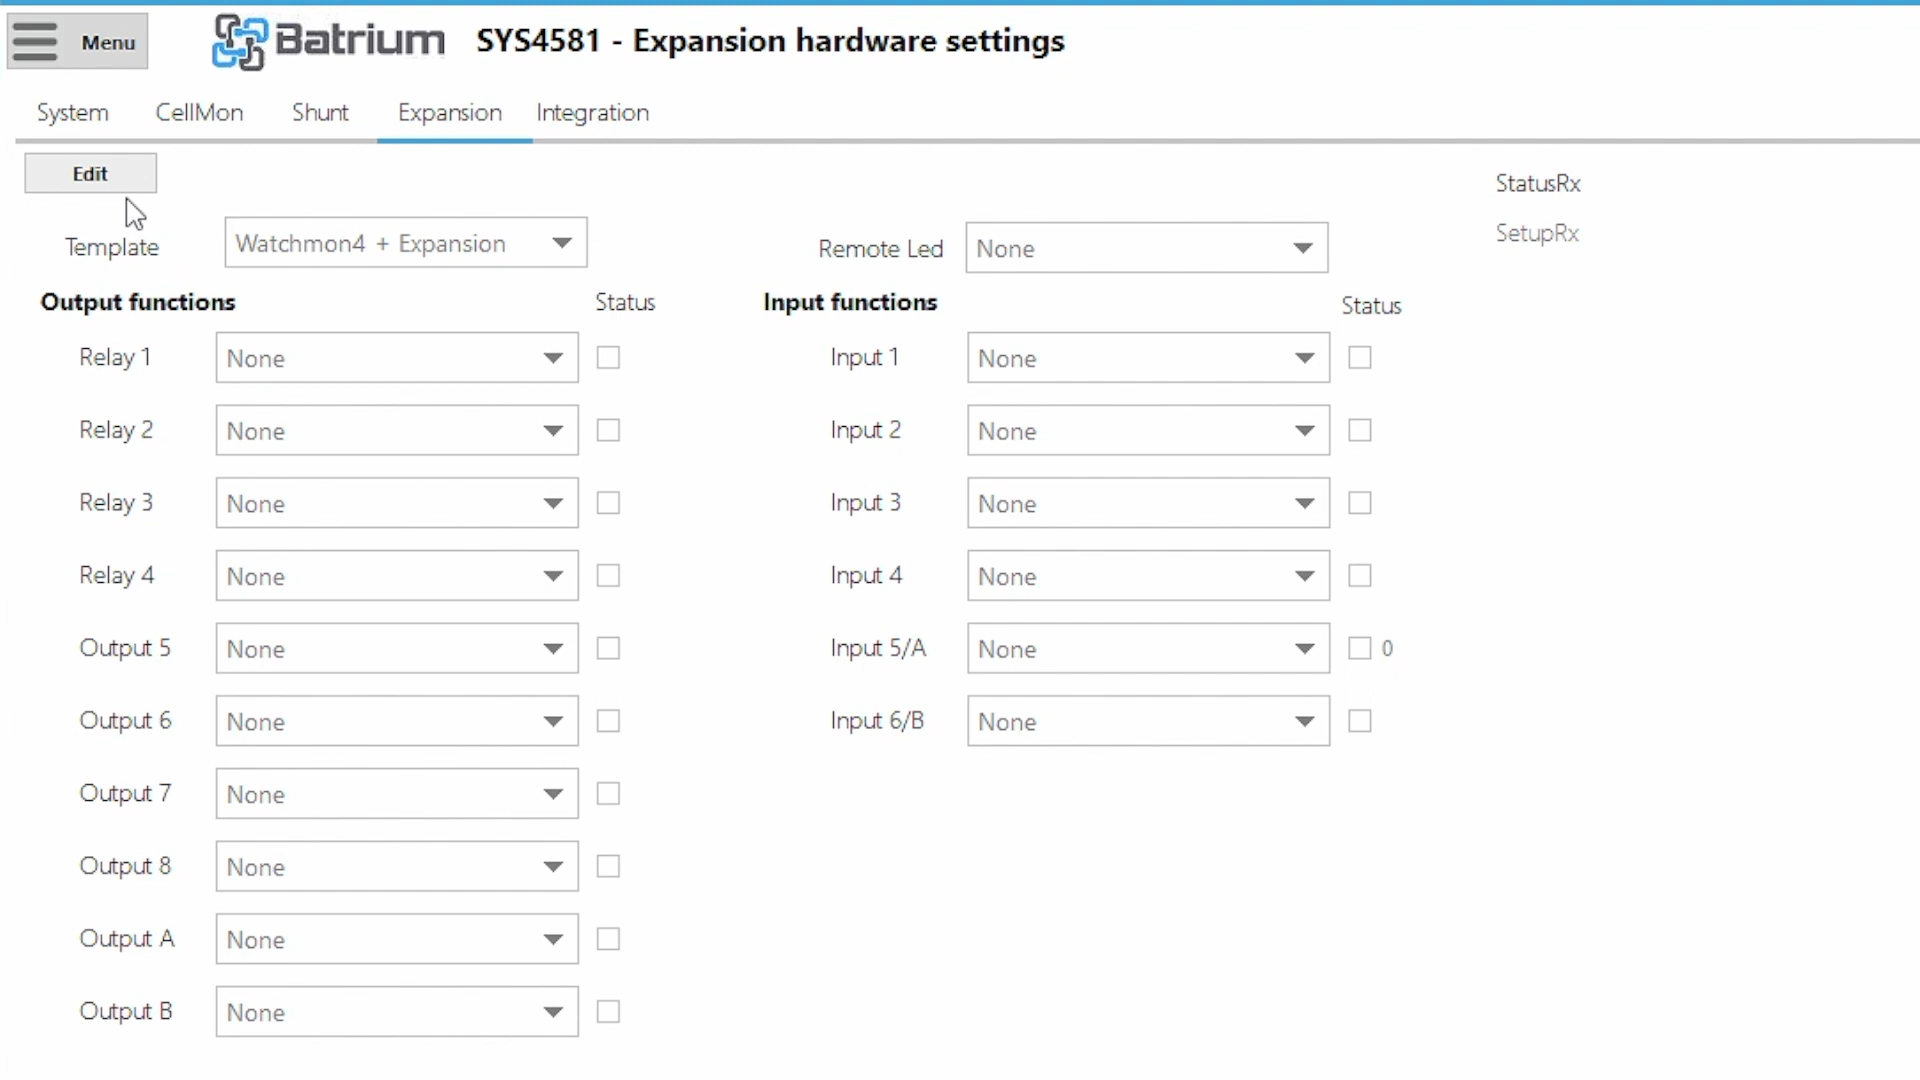 Menu
Batrium
SYS4581 - Expansion hardware settings
System CellMon Shunt Expansion Integration
Edit
StatusRx
Template Watchmon4 + Expansion Remote Led None SetupRx
Output functions Status Input functions Status
Relay 1 None Input 1 None
Relay 2 None Input 2 None
Relay 3 None Input 3 None
Relay 4 None Input 4 None
Output 5 None Input 5/A None 0
Output 6 None Input 6/B None
Output 7 None
Output 8 None
Output A None
Output B None